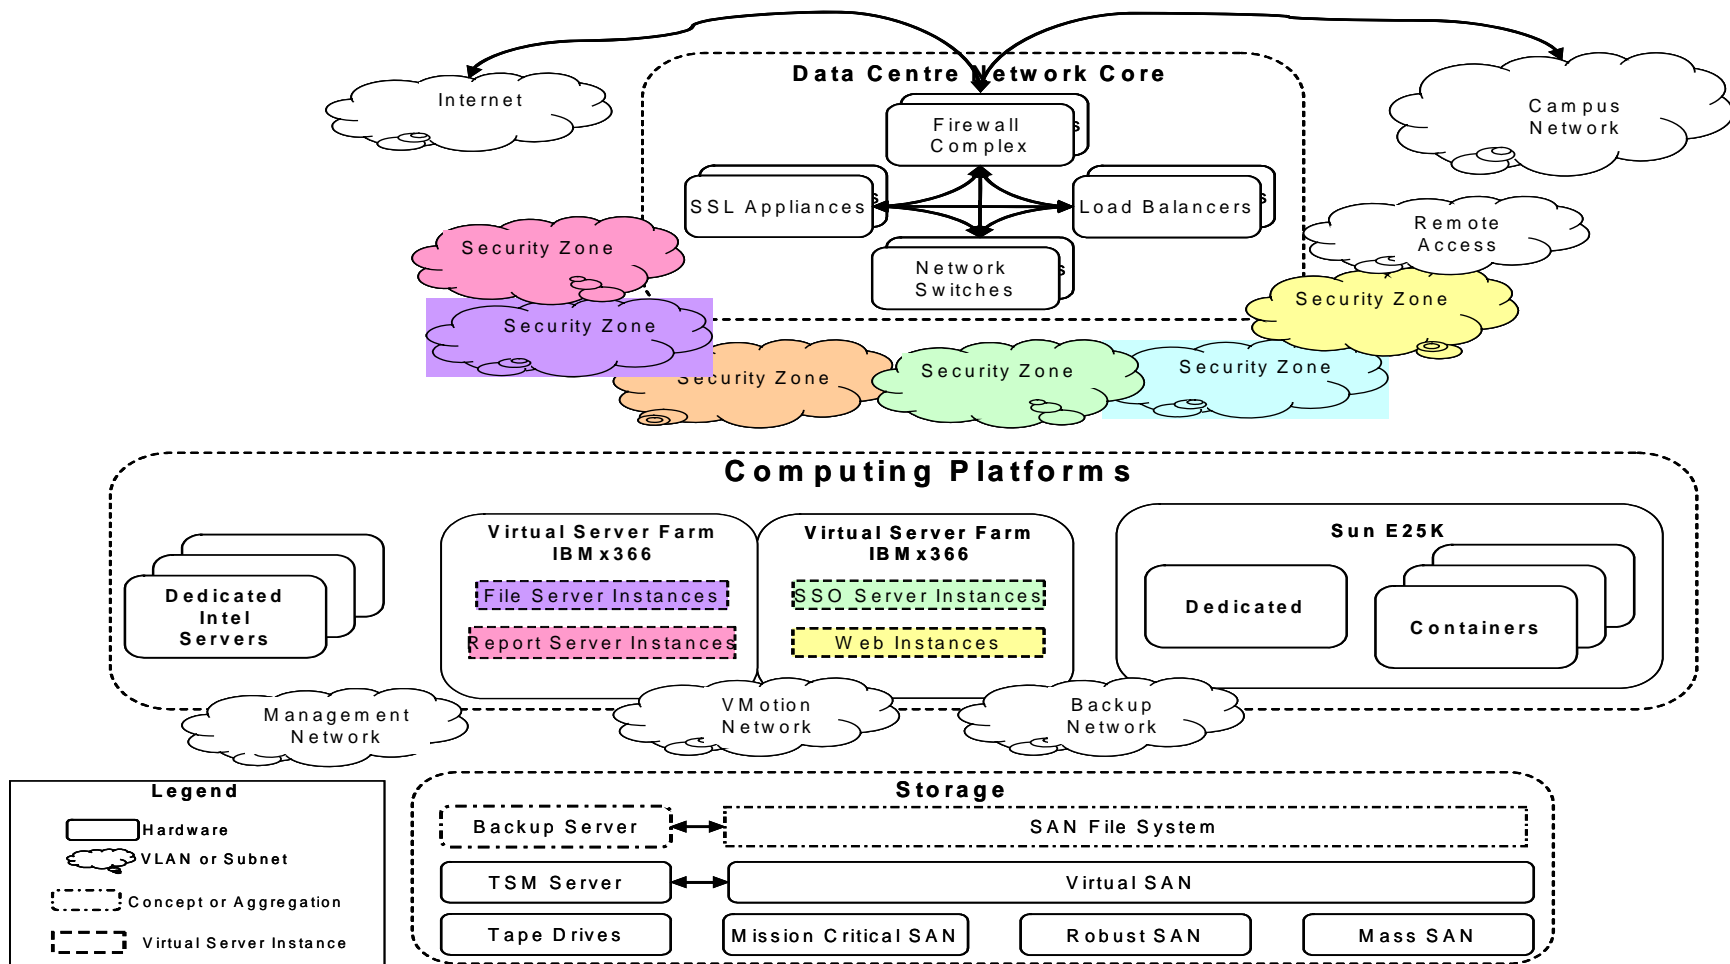 Data Centre Network Core
Internet
Campus
Network
Firewall
Complex
s
SSL Appliances
s
Load Balancers
s
Network
Switches
s
Remote
Access
Security Zone
Security Zone
Security Zone
Security Zone
Security Zone
Security Zone
Computing Platforms
Dedicated
Intel
Servers
Virtual Server Farm
IBM x366
File Server Instances
Report Server Instances
Virtual Server Farm
IBM x366
SSO Server Instances
Web Instances
Sun E25K
Dedicated
Containers
Management
Network
VMotion
Network
Backup
Network
Legend
Hardware
VLAN or Subnet
Concept or Aggregation
Virtual Server Instance
Storage
Backup Server
SAN File System
TSM Server
Virtual SAN
Tape Drives
Mission Critical SAN
Robust SAN
Mass SAN